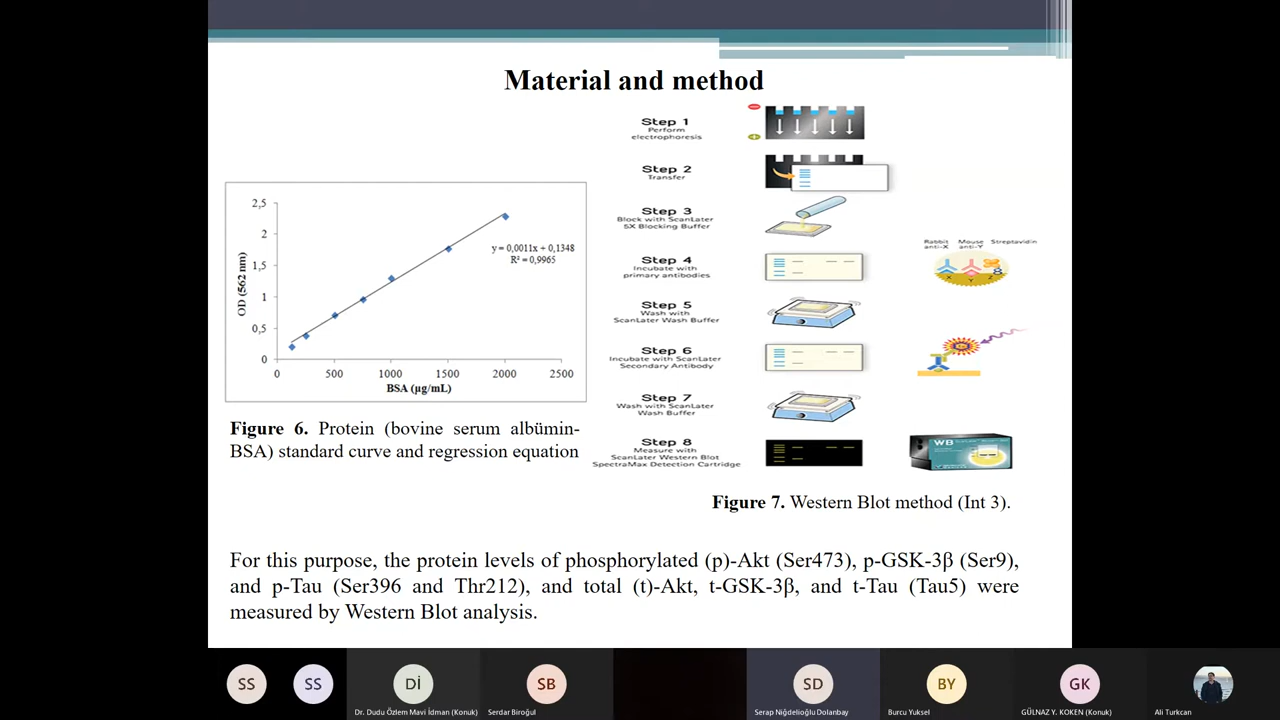 Material and method
2,5
2
1,5
1
0,5
0
OD (562 nm)
y = 0,0011x + 0,1348
R² = 0,9965
0
500
1000
1500
2000
2500
BSA (µg/mL)
Figure 6. Protein (bovine serum albümin-
BSA) standard curve and regression equation
Step 1
Perform
electrophoresis
Step 2
Transfer
Step 3
Block with ScanLater
5X Blocking Buffer
Step 4
Incubate with
primary antibodies
Step 5
Wash with
ScanLater Wash Buffer
Step 6
Incubate with ScanLater
Secondary Antibody
Step 7
Wash with ScanLater
Wash Buffer
Step 8
Measure with
ScanLater Western Blot
SpectraMax Detection Cartridge
Rabbit Mouse Streptavidin
anti-X anti-Y
X Y Z
WB
Figure 7. Western Blot method (Int 3).
For this purpose, the protein levels of phosphorylated (p)-Akt (Ser473), p-GSK-3β (Ser9),
and p-Tau (Ser396 and Thr212), and total (t)-Akt, t-GSK-3β, and t-Tau (Tau5) were
measured by Western Blot analysis.
SS
SS
Dİ
SB
SD
BY
GK
Dr. Dudu Özlem Mavi İdman (Konuk)
Serdar Biroğul
Serap Niğdelioğlu Dolanbay
Burcu Yuksel
GÜLNAZ Y. KOKEN (Konuk)
Ali Turkcan